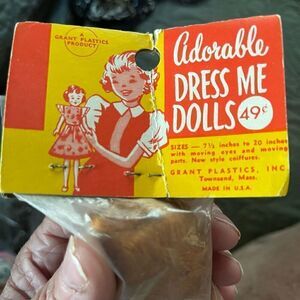 A
GRANT PLASTICS
PRODUCT
Adorable
DRESS ME
DOLLS 49¢
SIZES — 7½ inches to 20 inches
with moving eyes and moving
parts. New style coiffures.
GRANT PLASTICS, INC
Townsend, Mass.
MADE IN U.S.A.